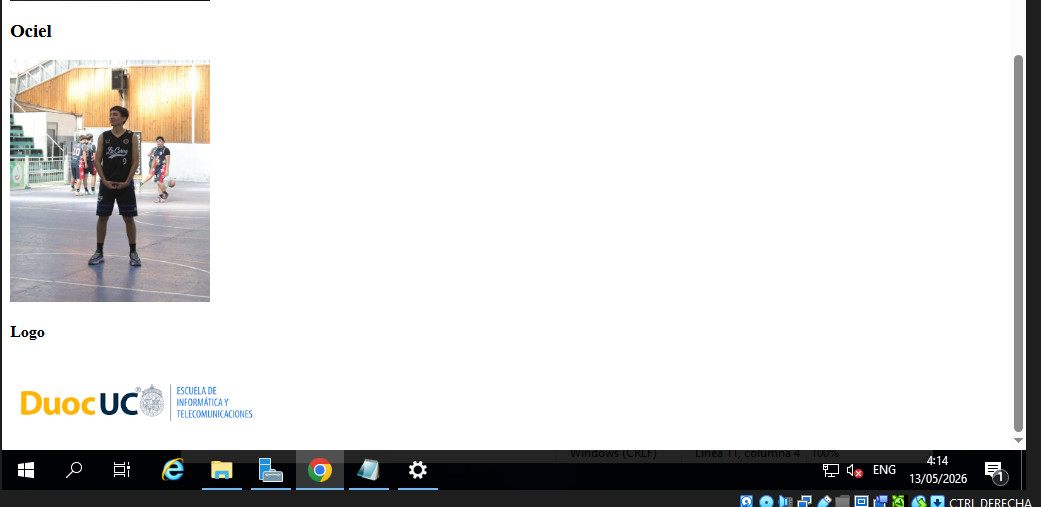 Ociel
9
Logo
DuocUC®
ESCUELA DE
INFORMÁTICA Y
TELECOMUNICACIONES
Windows (CRLF) Línea 11, columna 4 100%
ENG
4:14
13/05/2026
1
CTRL DERECHA